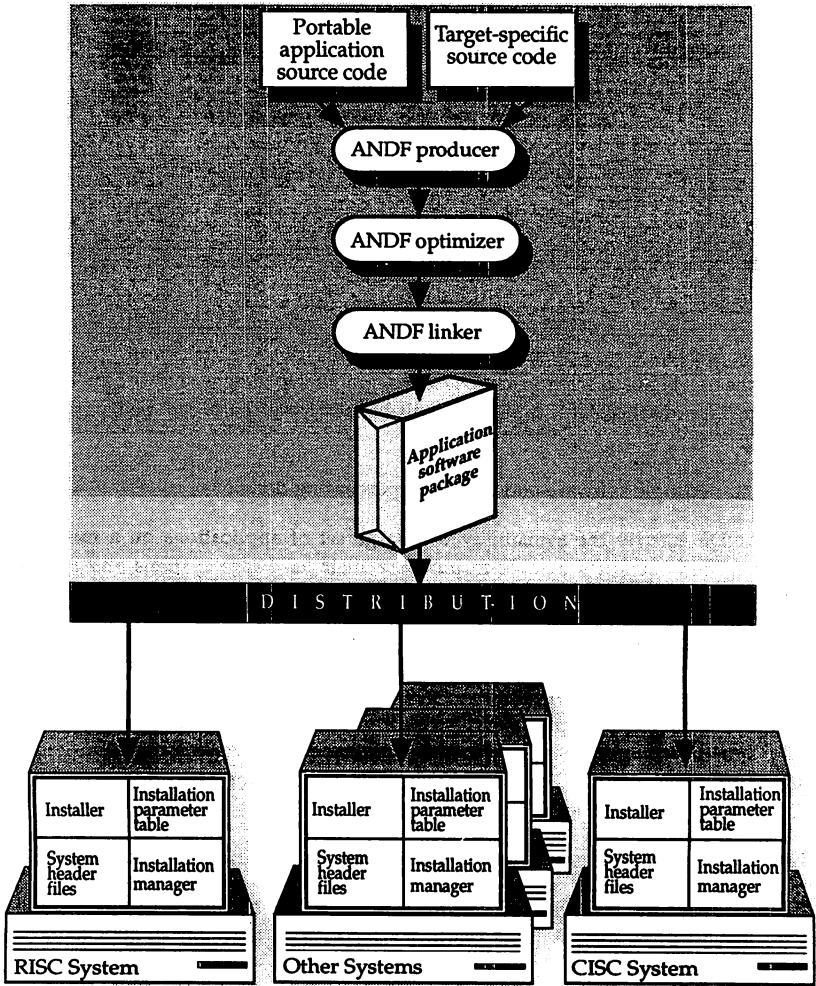 Portable
application
source code
Target-specific
source code
ANDF producer
ANDF optimizer
ANDF linker
Application
software
package
DISTRIBUTION
Installer
Installation
parameter
table
System
header
files
Installation
manager
RISC System
Installer
Installation
parameter
table
System
header
files
Installation
manager
Other Systems
Installer
Installation
parameter
table
System
header
files
Installation
manager
CISC System